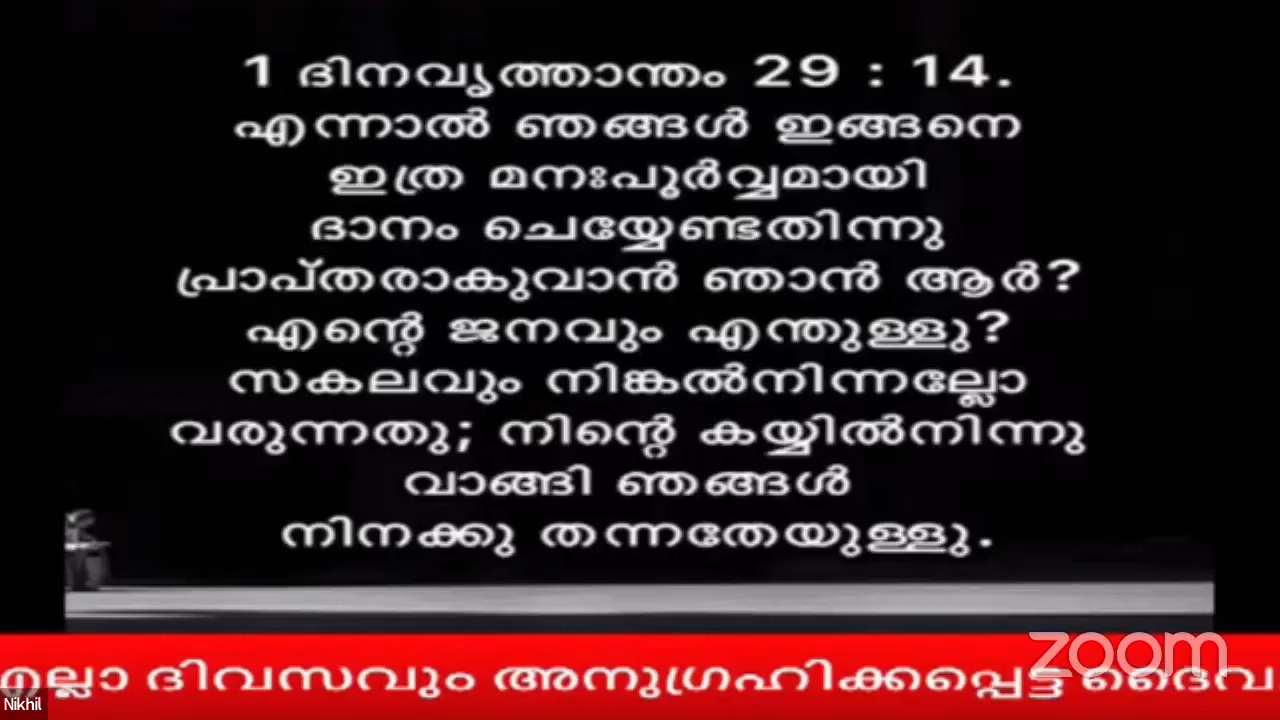 1 ദിനവൃത്താന്തം 29 : 14.
എന്നാൽ ഞങ്ങൾ ഇങ്ങനെ
ഇത്ര മനഃപൂർവ്വമായി
ദാനം ചെയ്യേണ്ടതിന്നു
പ്രാപ്തരാകുവാൻ ഞാൻ ആർ?
എന്റെ ജനവും എന്തുള്ളു?
സകലവും നിങ്കൽനിന്നല്ലോ
വരുന്നതു; നിന്റെ കയ്യിൽനിന്നു
വാങ്ങി ഞങ്ങൾ
നിനക്കു തന്നതേയുള്ളു.
zoom
എല്ലാ ദിവസവും അനുഗ്രഹിക്കപ്പെട്ട ദൈവ
Nikhil